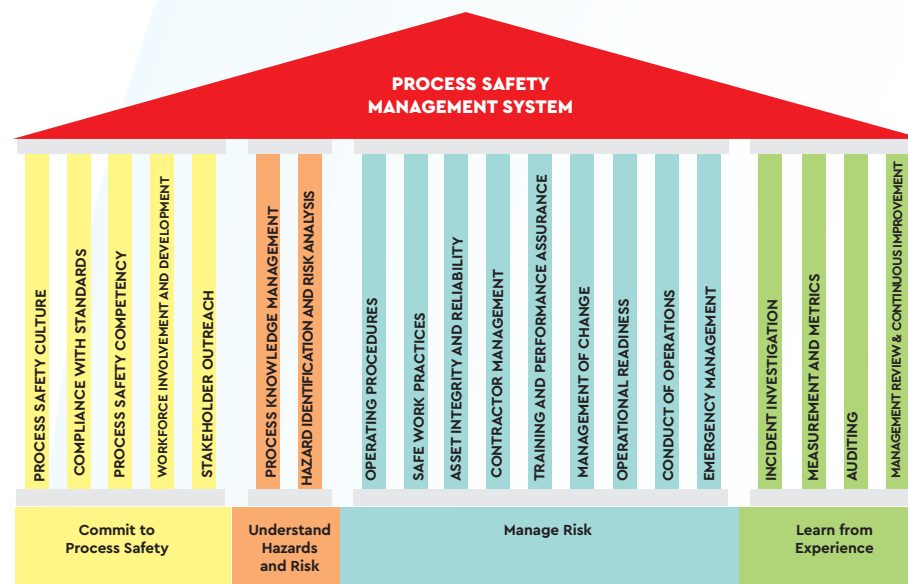 PROCESS SAFETY
MANAGEMENT SYSTEM
PROCESS SAFETY CULTURE
COMPLIANCE WITH STANDARDS
PROCESS SAFETY COMPETENCY
WORKFORCE INVOLVEMENT AND DEVELOPMENT
STAKEHOLDER OUTREACH
PROCESS KNOWLEDGE MANAGEMENT
HAZARD IDENTIFICATION AND RISK ANALYSIS
OPERATING PROCEDURES
SAFE WORK PRACTICES
ASSET INTEGRITY AND RELIABILITY
CONTRACTOR MANAGEMENT
TRAINING AND PERFORMANCE ASSURANCE
MANAGEMENT OF CHANGE
OPERATIONAL READINESS
CONDUCT OF OPERATIONS
EMERGENCY MANAGEMENT
INCIDENT INVESTIGATION
MEASUREMENT AND METRICS
AUDITING
MANAGEMENT REVIEW & CONTINUOUS IMPROVEMENT
Commit to
Process Safety
Understand
Hazards
and Risk
Manage Risk
Learn from
Experience